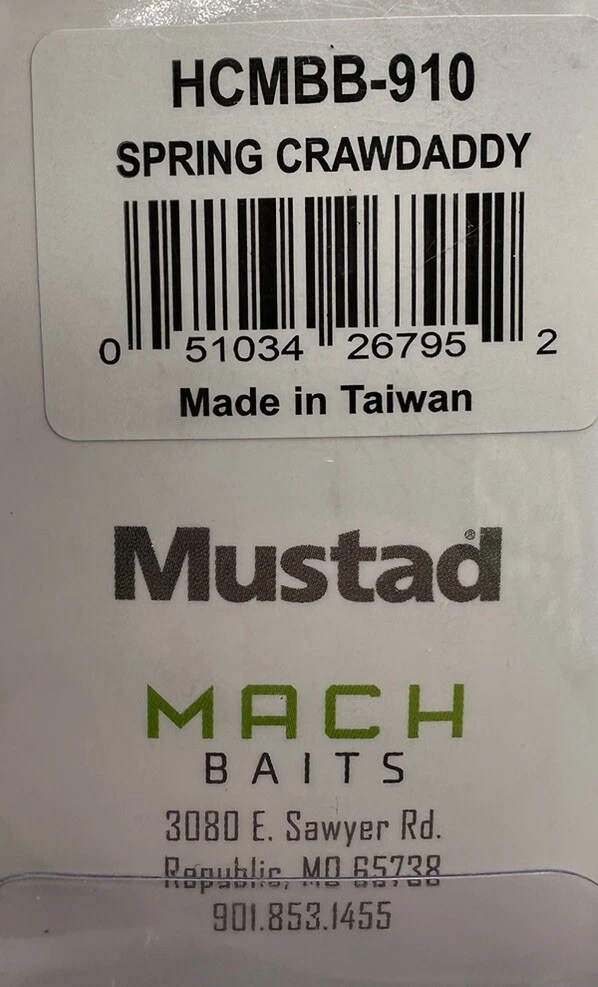 HCMBB-910
SPRING CRAWDADDY
0 51034 26795 2
Made in Taiwan
Mustad®
MACH
BAITS
3080 E. Sawyer Rd.
Republic, MO 65738
901.853.1455